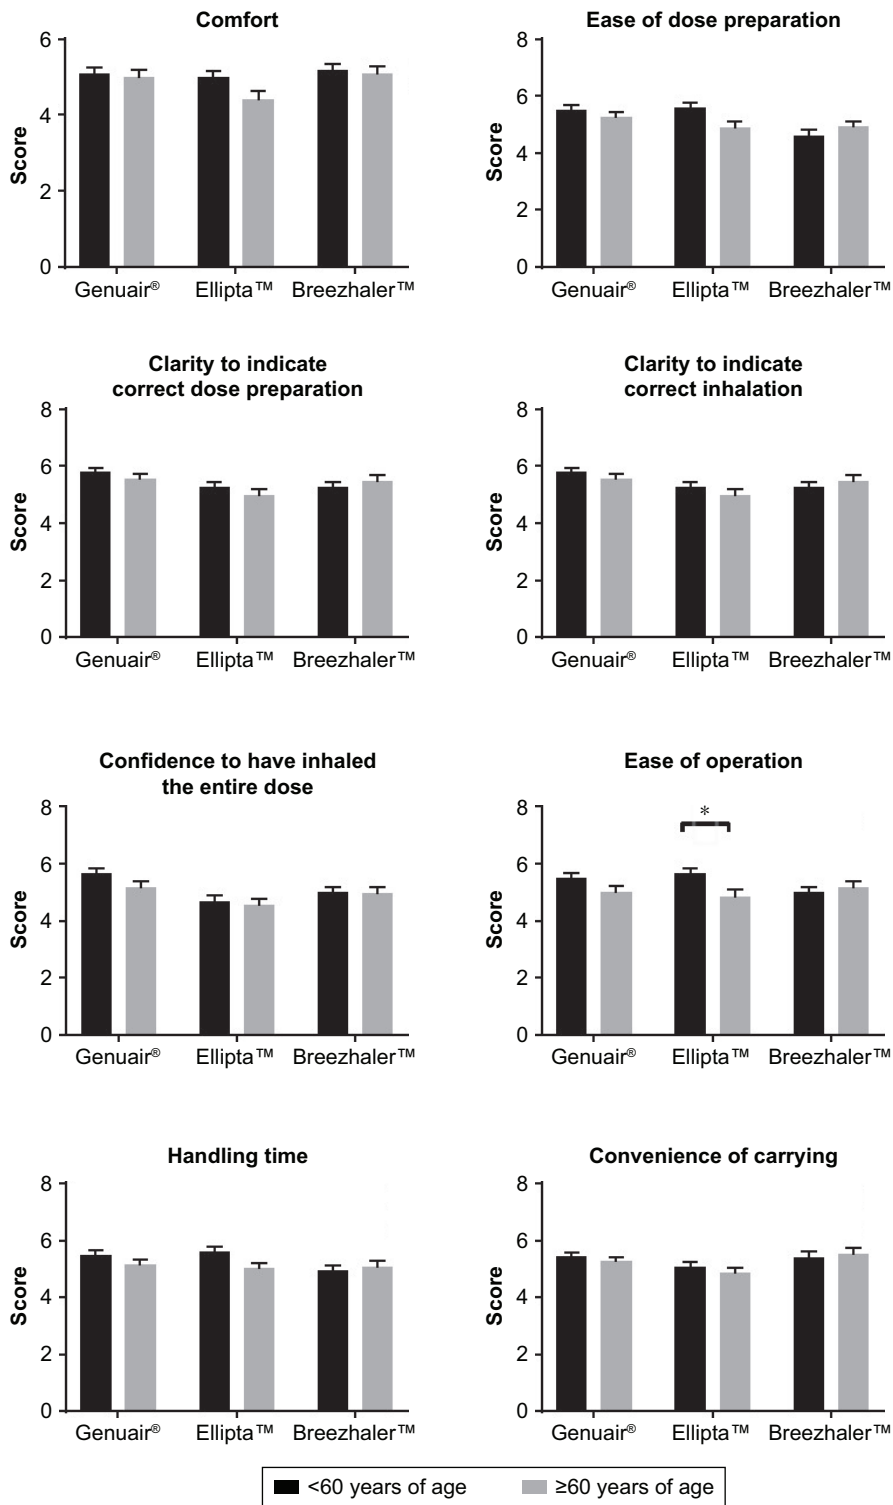 Comfort
6
4
2
0
Score
Genuair® Ellipta™ Breezhaler™
Ease of dose preparation
8
6
4
2
0
Score
Genuair® Ellipta™ Breezhaler™
Clarity to indicate
correct dose preparation
8
6
4
2
0
Score
Genuair® Ellipta™ Breezhaler™
Clarity to indicate
correct inhalation
8
6
4
2
0
Score
Genuair® Ellipta™ Breezhaler™
Confidence to have inhaled
the entire dose
8
6
4
2
0
Score
Genuair® Ellipta™ Breezhaler™
Ease of operation
8
6
4
2
0
Score
*
Genuair® Ellipta™ Breezhaler™
Handling time
8
6
4
2
0
Score
Genuair® Ellipta™ Breezhaler™
Convenience of carrying
8
6
4
2
0
Score
Genuair® Ellipta™ Breezhaler™
<60 years of age ≥60 years of age